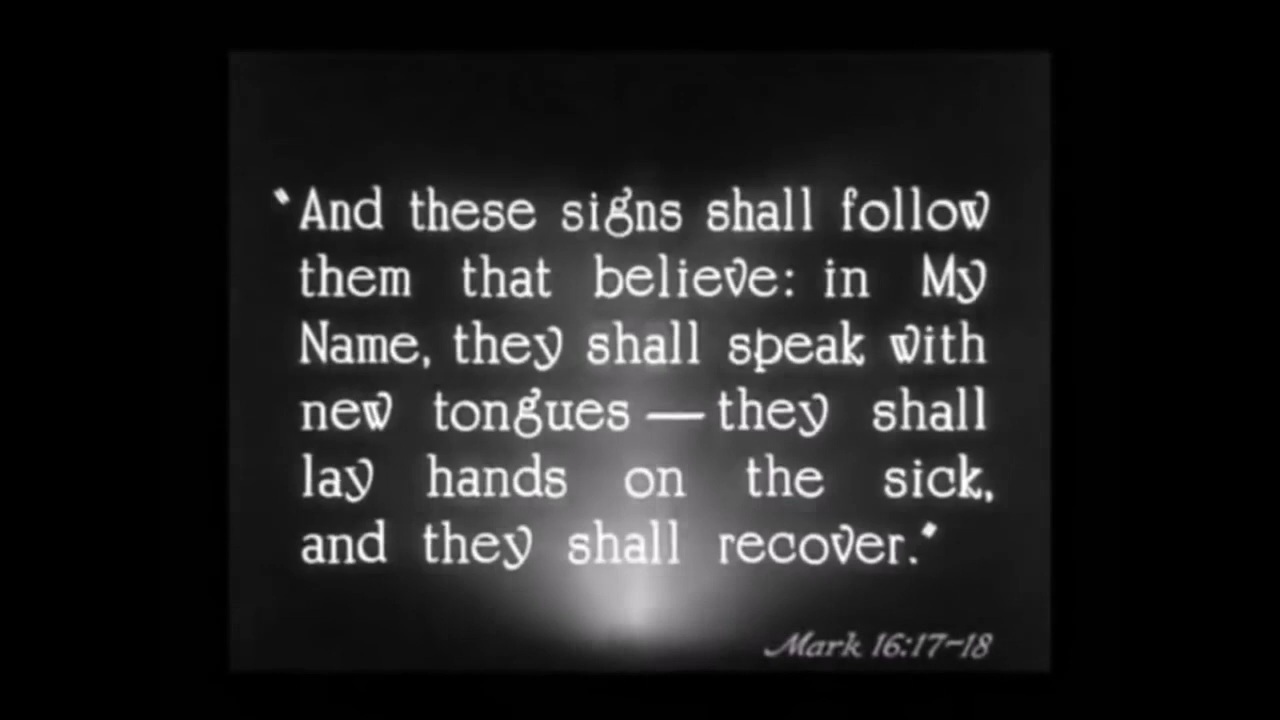 ‟And these signs shall follow
them that believe: in My
Name, they shall speak with
new tongues — they shall
lay hands on the sick,
and they shall recover."
Mark 16:17-18